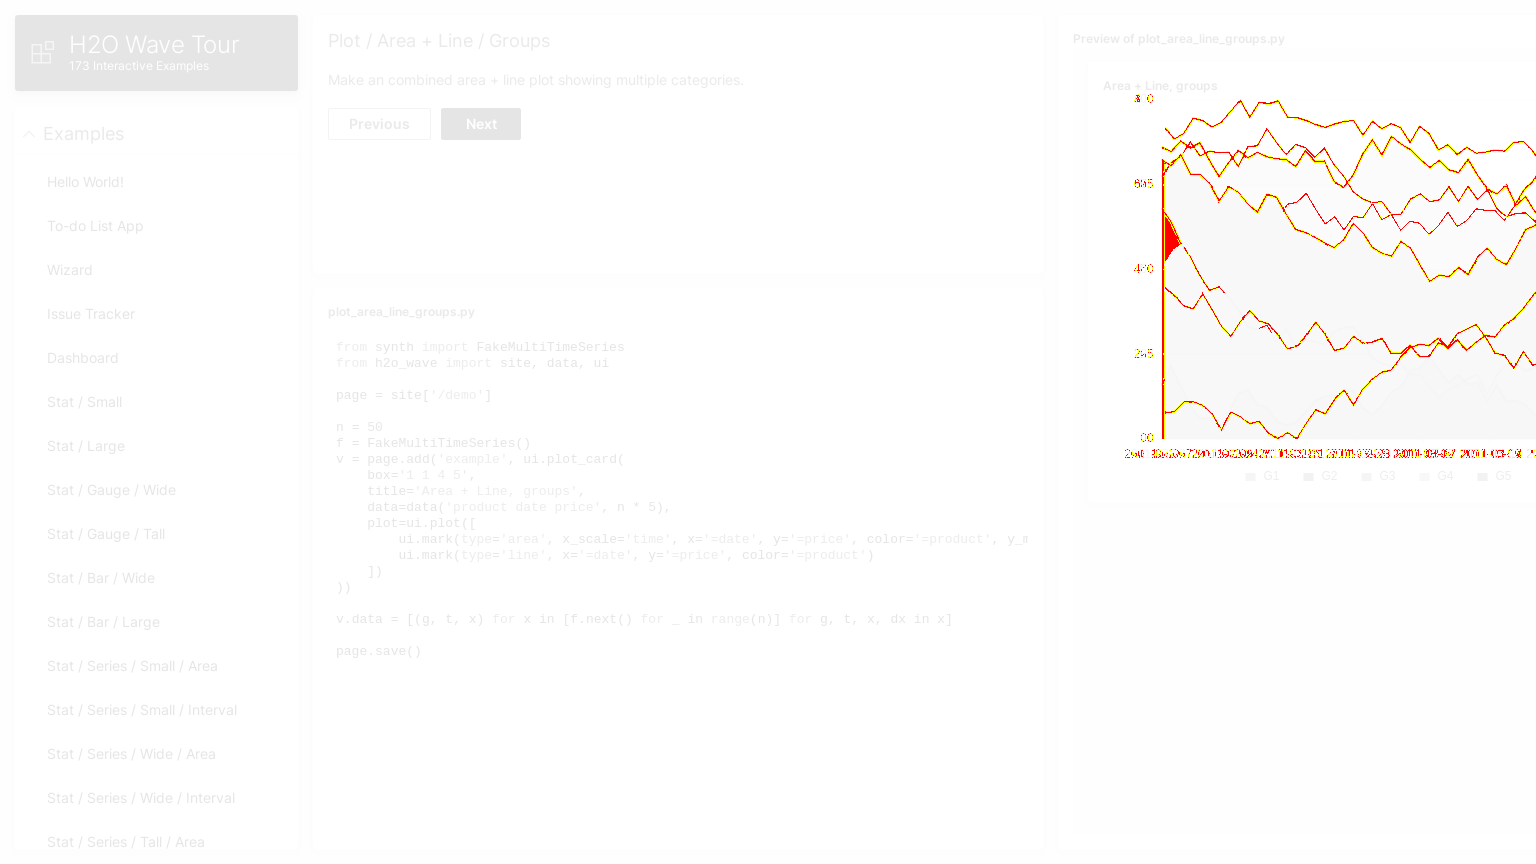 H2O Wave Tour
173 Interactive Examples
Examples
Hello World!
To-do List App
Wizard
Issue Tracker
Dashboard
Stat / Small
Stat / Large
Stat / Gauge / Wide
Stat / Gauge / Tall
Stat / Bar / Wide
Stat / Bar / Large
Stat / Series / Small / Area
Stat / Series / Small / Interval
Stat / Series / Wide / Area
Stat / Series / Wide / Interval
Stat / Series / Tall / Area
Plot / Area + Line / Groups
Make an combined area + line plot showing multiple categories.
Previous Next
plot_area_line_groups.py
from synth import FakeMultiTimeSeries
from h2o_wave import site, data, ui
page = site['/demo']
n = 50
f = FakeMultiTimeSeries()
v = page.add('example', ui.plot_card(
box='1 1 4 5',
title='Area + Line, groups',
data=data('product date price', n * 5),
plot=ui.plot([
ui.mark(type='area', x_scale='time', x='=date', y='=price', color='=product', y_m
ui.mark(type='line', x='=date', y='=price', color='=product')
])
))
v.data = [(g, t, x) for x in [f.next() for _ in range(n)] for g, t, x, dx in x]
page.save()
Preview of plot_area_line_groups.py
Area + Line, groups
G1 G2 G3 G4 G5